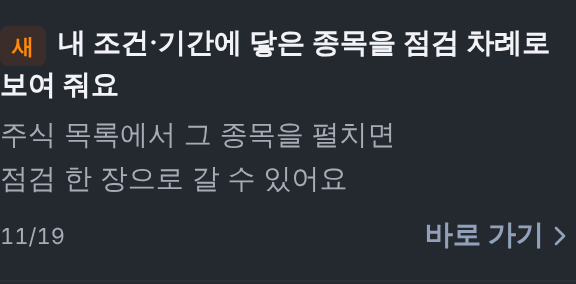 새 내 조건·기간에 닿은 종목을 점검 차례로
보여 줘요
주식 목록에서 그 종목을 펼치면
점검 한 장으로 갈 수 있어요
11/19
바로 가기 >